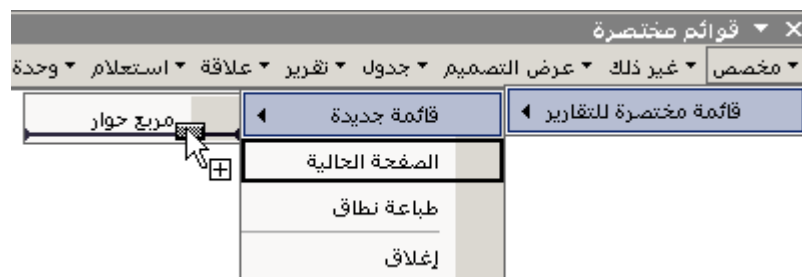 قوائم مختصرة
مخصص غير ذلك عرض التصميم جدول تقرير علاقة استعلام وحدة
قائمة مختصرة للتقارير
قائمة جديدة
الصفحة الحالية
طباعة نطاق
إغلاق
مربع حوار